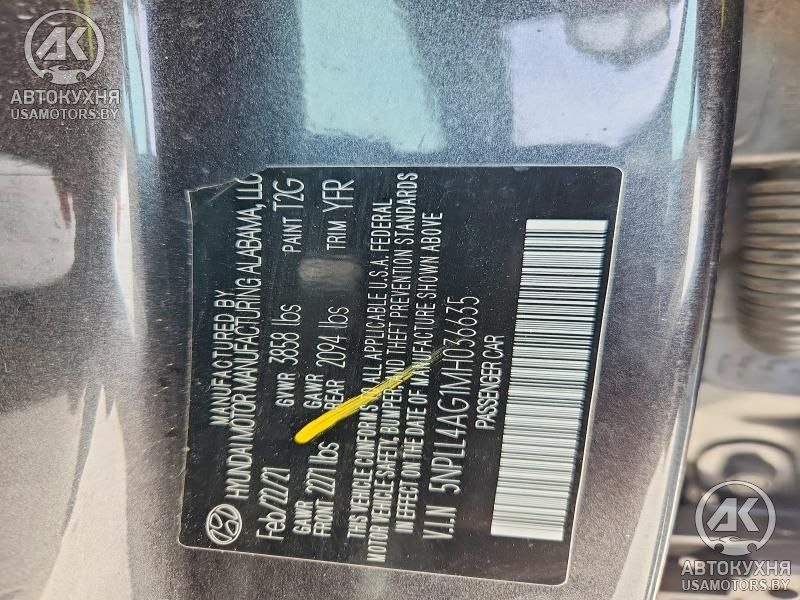 AK
АВТОКУХНЯ
USAMOTORS.BY
MANUFACTURED BY
HYUNDAI MOTOR MANUFACTURING ALABAMA, LLC
Feb/22/21 GVWR 3858 lbs PAINT T2G
GAWR FRONT 2271 lbs GAWR REAR 2094 lbs TRIM YFR
THIS VEHICLE CONFORMS TO ALL APPLICABLE U.S.A. FEDERAL
MOTOR VEHICLE SAFETY, BUMPER, AND THEFT PREVENTION STANDARDS
IN EFFECT ON THE DATE OF MANUFACTURE SHOWN ABOVE
V.I.N 5NPLL4AG1MH036635
PASSENGER CAR
AK
АВТОКУХНЯ
USAMOTORS.BY